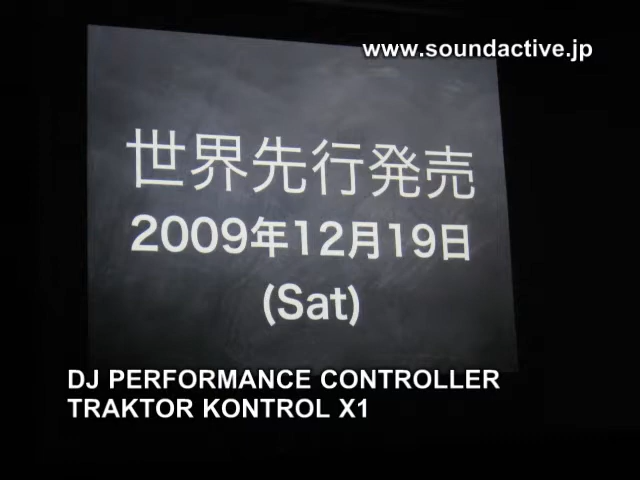 www.soundactive.jp
世界先行発売
2009年12月19日
(Sat)
DJ PERFORMANCE CONTROLLER
TRAKTOR KONTROL X1